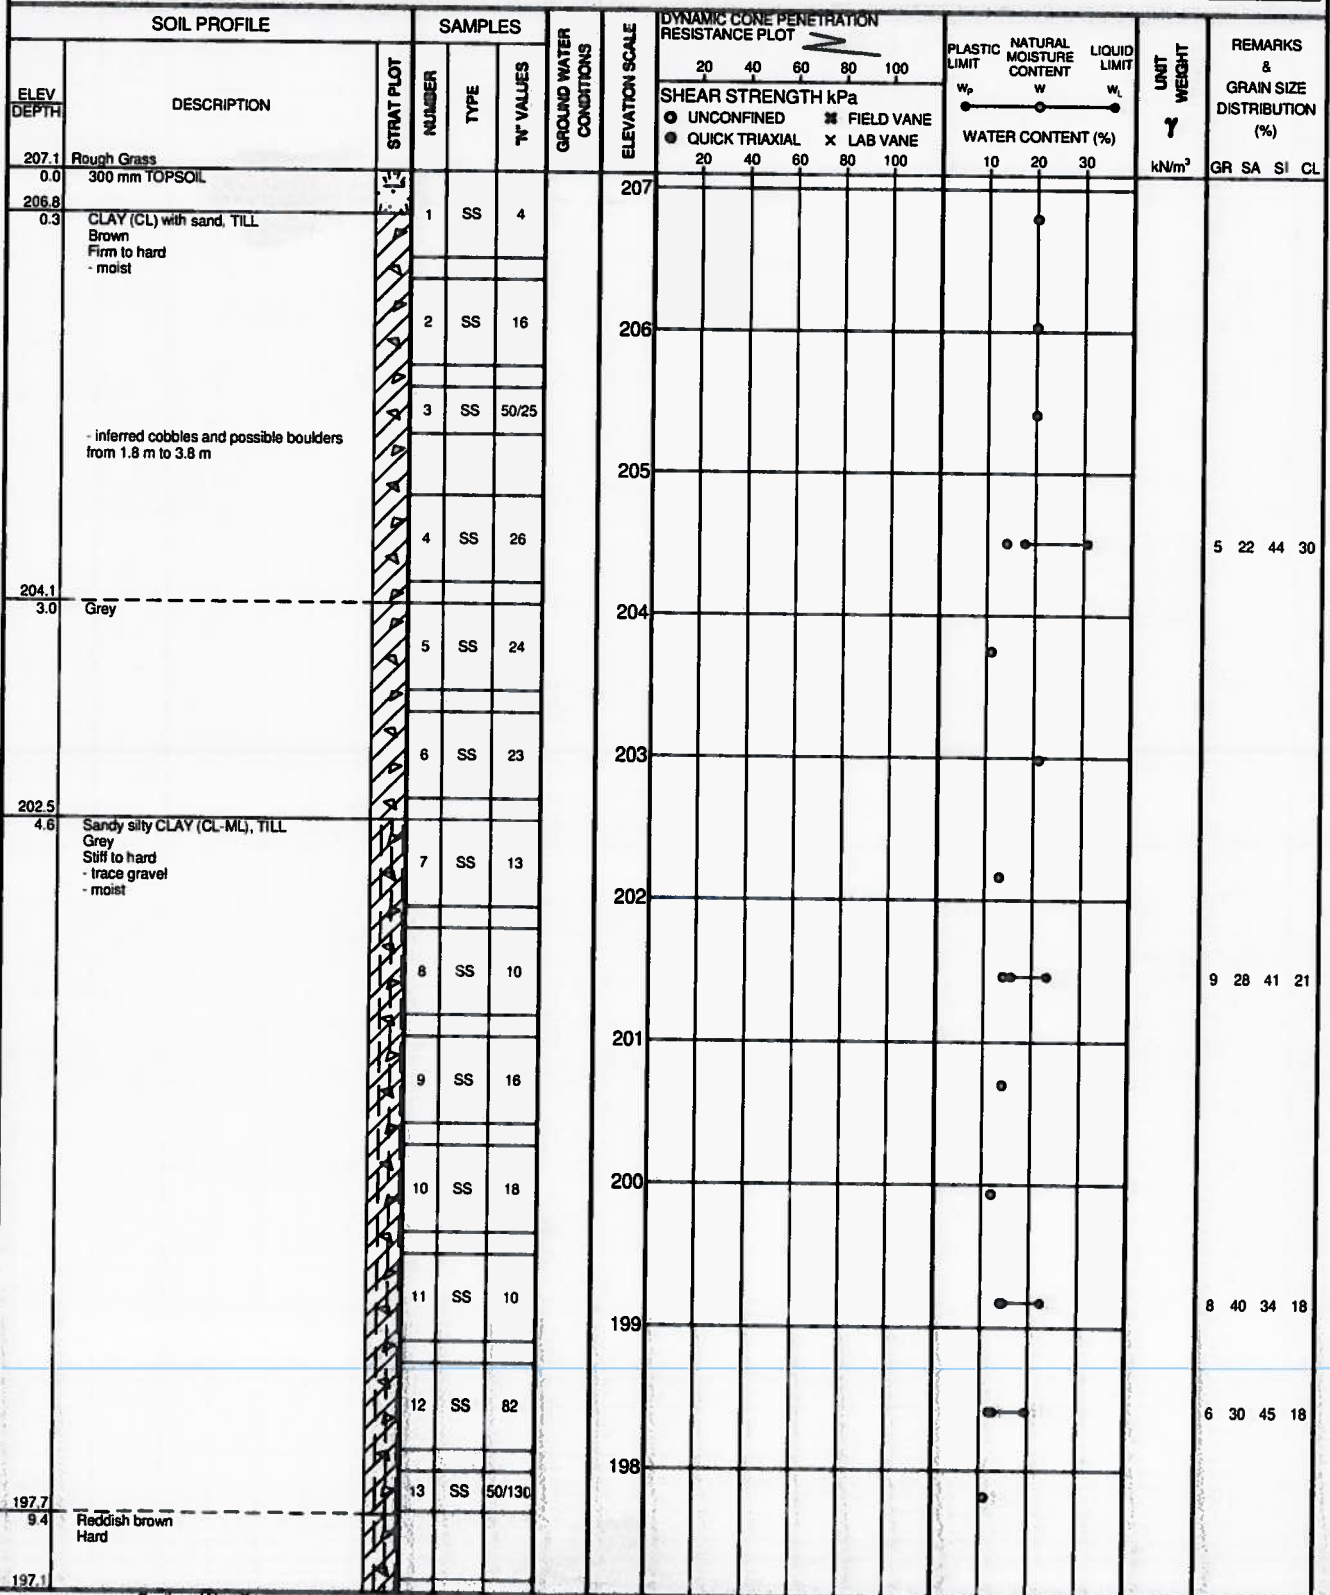 SOIL PROFILE
SAMPLES
GROUND WATER CONDITIONS
ELEVATION SCALE
DYNAMIC CONE PENETRATION
RESISTANCE PLOT
20 40 60 80 100
SHEAR STRENGTH kPa
UNCONFINED FIELD VANE
QUICK TRIAXIAL × LAB VANE
20 40 60 80 100
PLASTIC LIMIT
NATURAL MOISTURE CONTENT
LIQUID LIMIT
WP W WL
WATER CONTENT (%)
10 20 30
UNIT WEIGHT
γ
kN/m³
REMARKS
&
GRAIN SIZE
DISTRIBUTION
(%)
GR SA SI CL
ELEV
DEPTH
DESCRIPTION
STRAT PLOT
NUMBER
TYPE
"N" VALUES
207.1 Rough Grass
0.0 300 mm TOPSOIL
207
206.8
1 SS 4
0.3 CLAY (CL) with sand, TILL
Brown
Firm to hard
- moist
2 SS 16
206
3 SS 50/25
- inferred cobbles and possible boulders
from 1.8 m to 3.8 m
205
4 SS 26
5 22 44 30
204.1
3.0 Grey
204
5 SS 24
6 SS 23
203
202.5
4.6 Sandy silty CLAY (CL-ML), TILL
Grey
Stiff to hard
- trace gravel
- moist
7 SS 13
202
8 SS 10
9 28 41 21
201
9 SS 16
200
10 SS 18
11 SS 10
8 40 34 18
199
12 SS 82
6 30 45 18
198
13 SS 50/130
197.7
9.4 Reddish brown
Hard
197.1